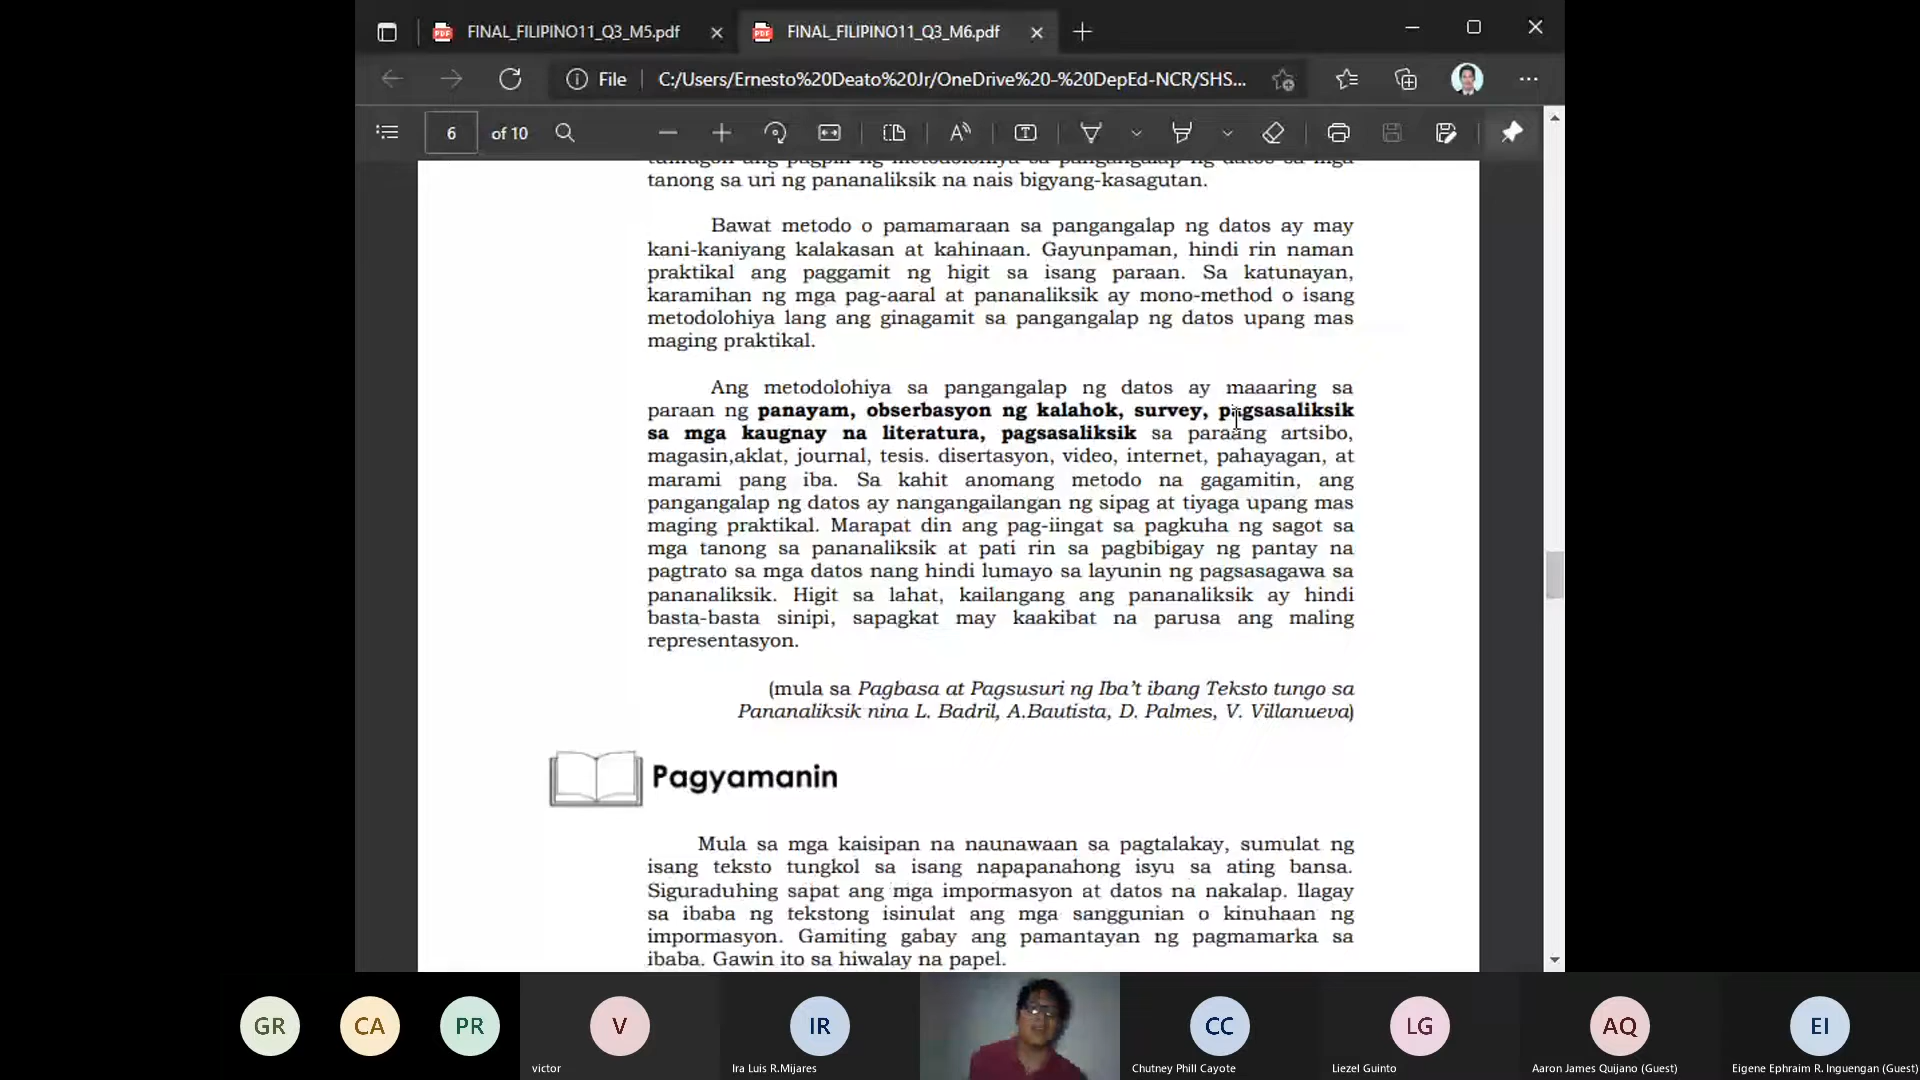 FINAL_FILIPINO11_Q3_M5.pdf
FINAL_FILIPINO11_Q3_M6.pdf
File
C:/Users/Ernesto%20Deato%20Jr/OneDrive%20-%20DepEd-NCR/SHS...
6 of 10
tanong sa uri ng pananaliksik na nais bigyang-kasagutan.
Bawat metodo o pamamaraan sa pangangalap ng datos ay may
kani-kaniyang kalakasan at kahinaan. Gayunpaman, hindi rin naman
praktikal ang paggamit ng higit sa isang paraan. Sa katunayan,
karamihan ng mga pag-aaral at pananaliksik ay mono-method o isang
metodolohiya lang ang ginagamit sa pangangalap ng datos upang mas
maging praktikal.
Ang metodolohiya sa pangangalap ng datos ay maaaring sa
paraan ng panayam, obserbasyon ng kalahok, survey, pagsasaliksik
sa mga kaugnay na literatura, pagsasaliksik sa paraang artsibo,
magasin,aklat, journal, tesis. disertasyon, video, internet, pahayagan, at
marami pang iba. Sa kahit anomang metodo na gagamitin, ang
pangangalap ng datos ay nangangailangan ng sipag at tiyaga upang mas
maging praktikal. Marapat din ang pag-iingat sa pagkuha ng sagot sa
mga tanong sa pananaliksik at pati rin sa pagbibigay ng pantay na
pagtrato sa mga datos nang hindi lumayo sa layunin ng pagsasagawa sa
pananaliksik. Higit sa lahat, kailangang ang pananaliksik ay hindi
basta-basta sinipi, sapagkat may kaakibat na parusa ang maling
representasyon.
(mula sa Pagbasa at Pagsusuri ng Iba't ibang Teksto tungo sa
Pananaliksik nina L. Badril, A.Bautista, D. Palmes, V. Villanueva)
Pagyamanin
Mula sa mga kaisipan na naunawaan sa pagtalakay, sumulat ng
isang teksto tungkol sa isang napapanahong isyu sa ating bansa.
Siguraduhing sapat ang mga impormasyon at datos na nakalap. Ilagay
sa ibaba ng tekstong isinulat ang mga sanggunian o kinuhaan ng
impormasyon. Gamiting gabay ang pamantayan ng pagmamarka sa
ibaba. Gawin ito sa hiwalay na papel.
GR
CA
PR
V
IR
CC
LG
AQ
EI
victor
Ira Luis R.Mijares
Chutney Phill Cayote
Liezel Guinto
Aaron James Quijano (Guest)
Eigene Ephraim R. Inguengan (Guest)